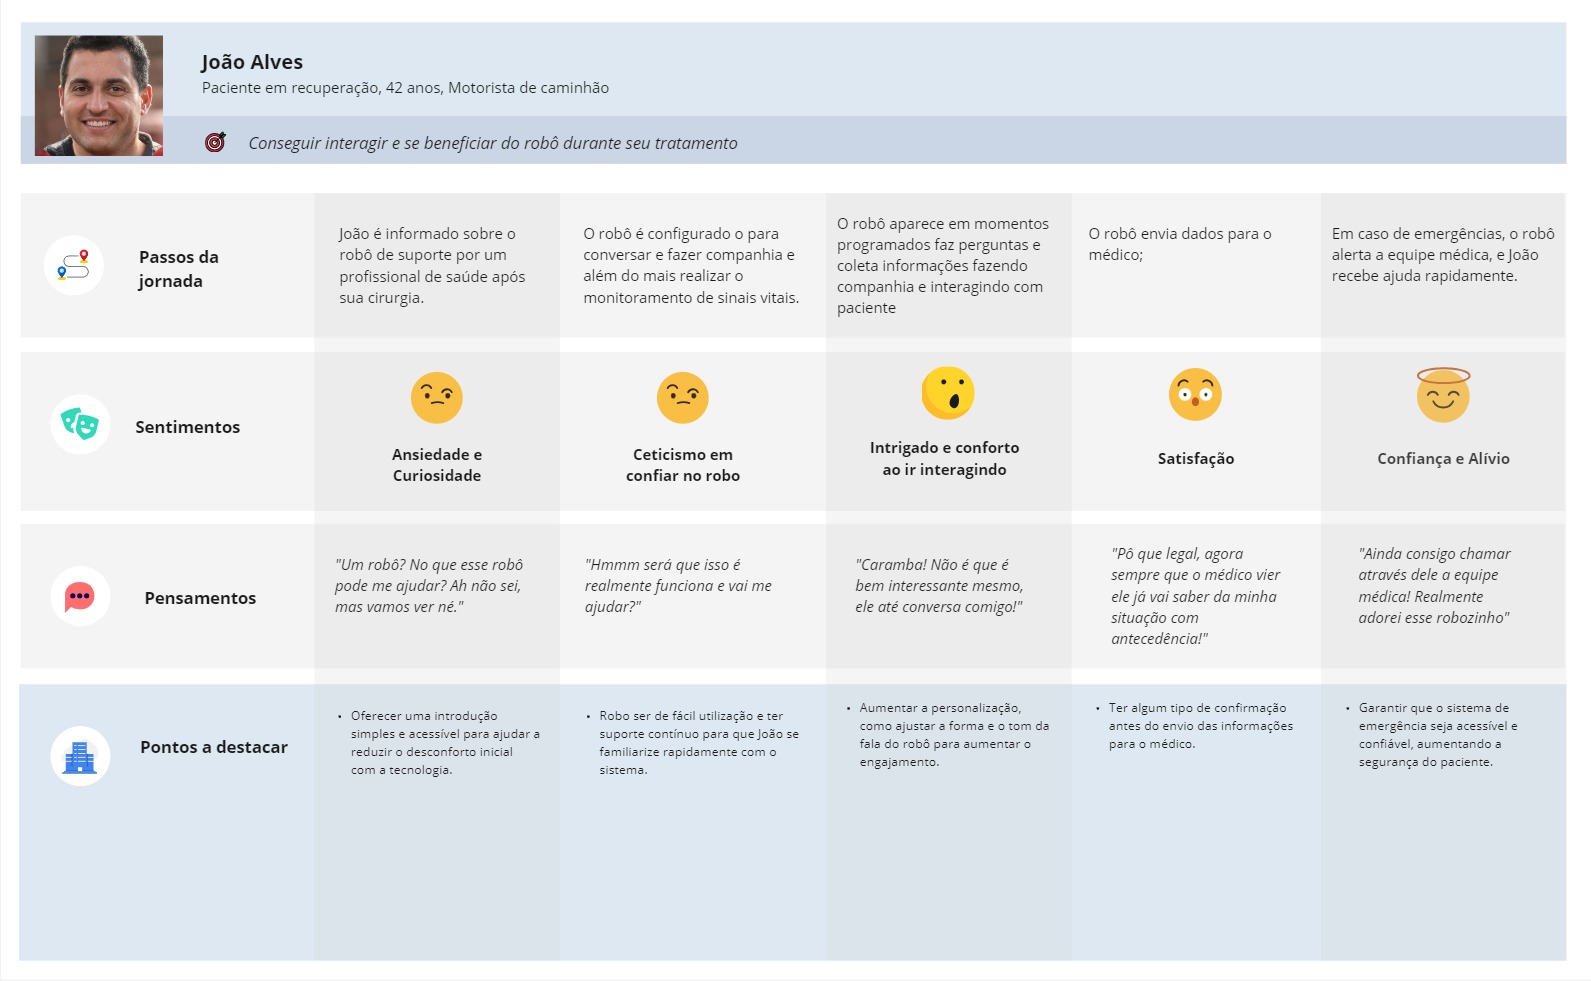 João Alves
Paciente em recuperação, 42 anos, Motorista de caminhão
Conseguir interagir e se beneficiar do robô durante seu tratamento
Passos da
jornada
João é informado sobre o
robô de suporte por um
profissional de saúde após
sua cirurgia.
O robô é configurado o para
conversar e fazer companhia e
além do mais realizar o
monitoramento de sinais vitais.
O robô aparece em momentos
programados faz perguntas e
coleta informações fazendo
companhia e interagindo com
paciente
O robô envia dados para o
médico;
Em caso de emergências, o robô
alerta a equipe médica, e João
recebe ajuda rapidamente.
Sentimentos
Ansiedade e
Curiosidade
Ceticismo em
confiar no robo
Intrigado e conforto
ao ir interagindo
Satisfação
Confiança e Alívio
Pensamentos
"Um robô? No que esse robô
pode me ajudar? Ah não sei,
mas vamos ver né."
"Hmmm será que isso é
realmente funciona e vai me
ajudar?"
"Caramba! Não é que é
bem interessante mesmo,
ele até conversa comigo!"
"Pô que legal, agora
sempre que o médico vier
ele já vai saber da minha
situação com
antecedência!"
"Ainda consigo chamar
através dele a equipe
médica! Realmente
adorei esse robozinho"
Pontos a destacar
• Oferecer uma introdução
simples e acessível para ajudar a
reduzir o desconforto inicial
com a tecnologia.
• Robo ser de fácil utilização e ter
suporte contínuo para que João se
familiarize rapidamente com o
sistema.
• Aumentar a personalização,
como ajustar a forma e o tom da
fala do robô para aumentar o
engajamento.
• Ter algum tipo de confirmação
antes do envio das informações
para o médico.
• Garantir que o sistema de
emergência seja acessível e
confiável, aumentando a
segurança do paciente.